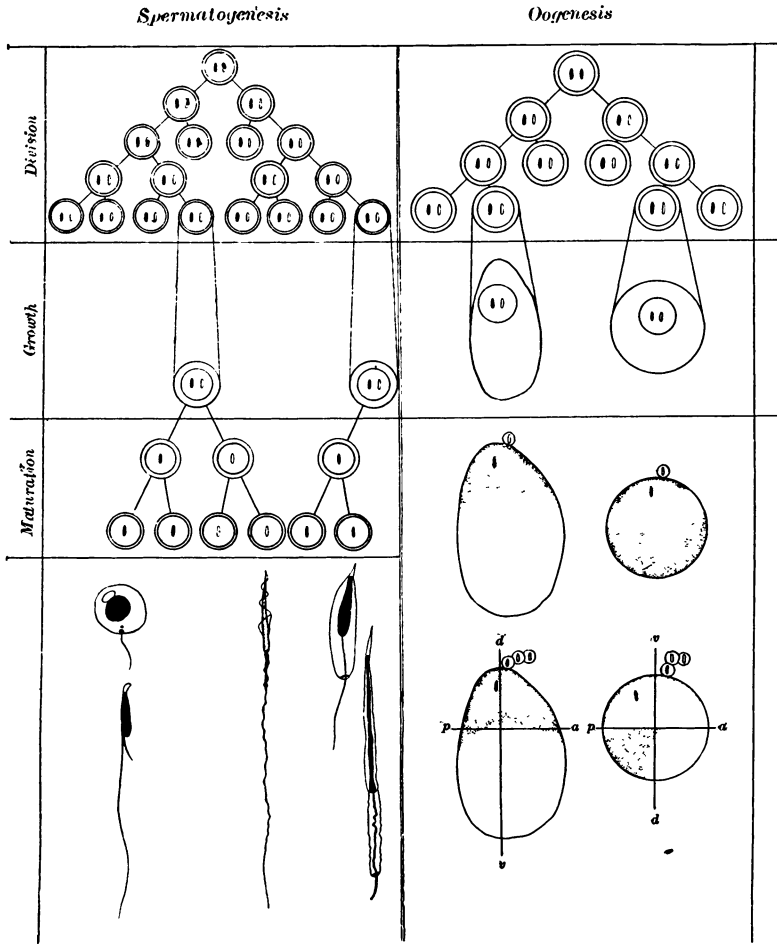 Spermatogenesis
Oogenesis
Division
Growth
Maturation
d
v
p
a
p
a
v
d